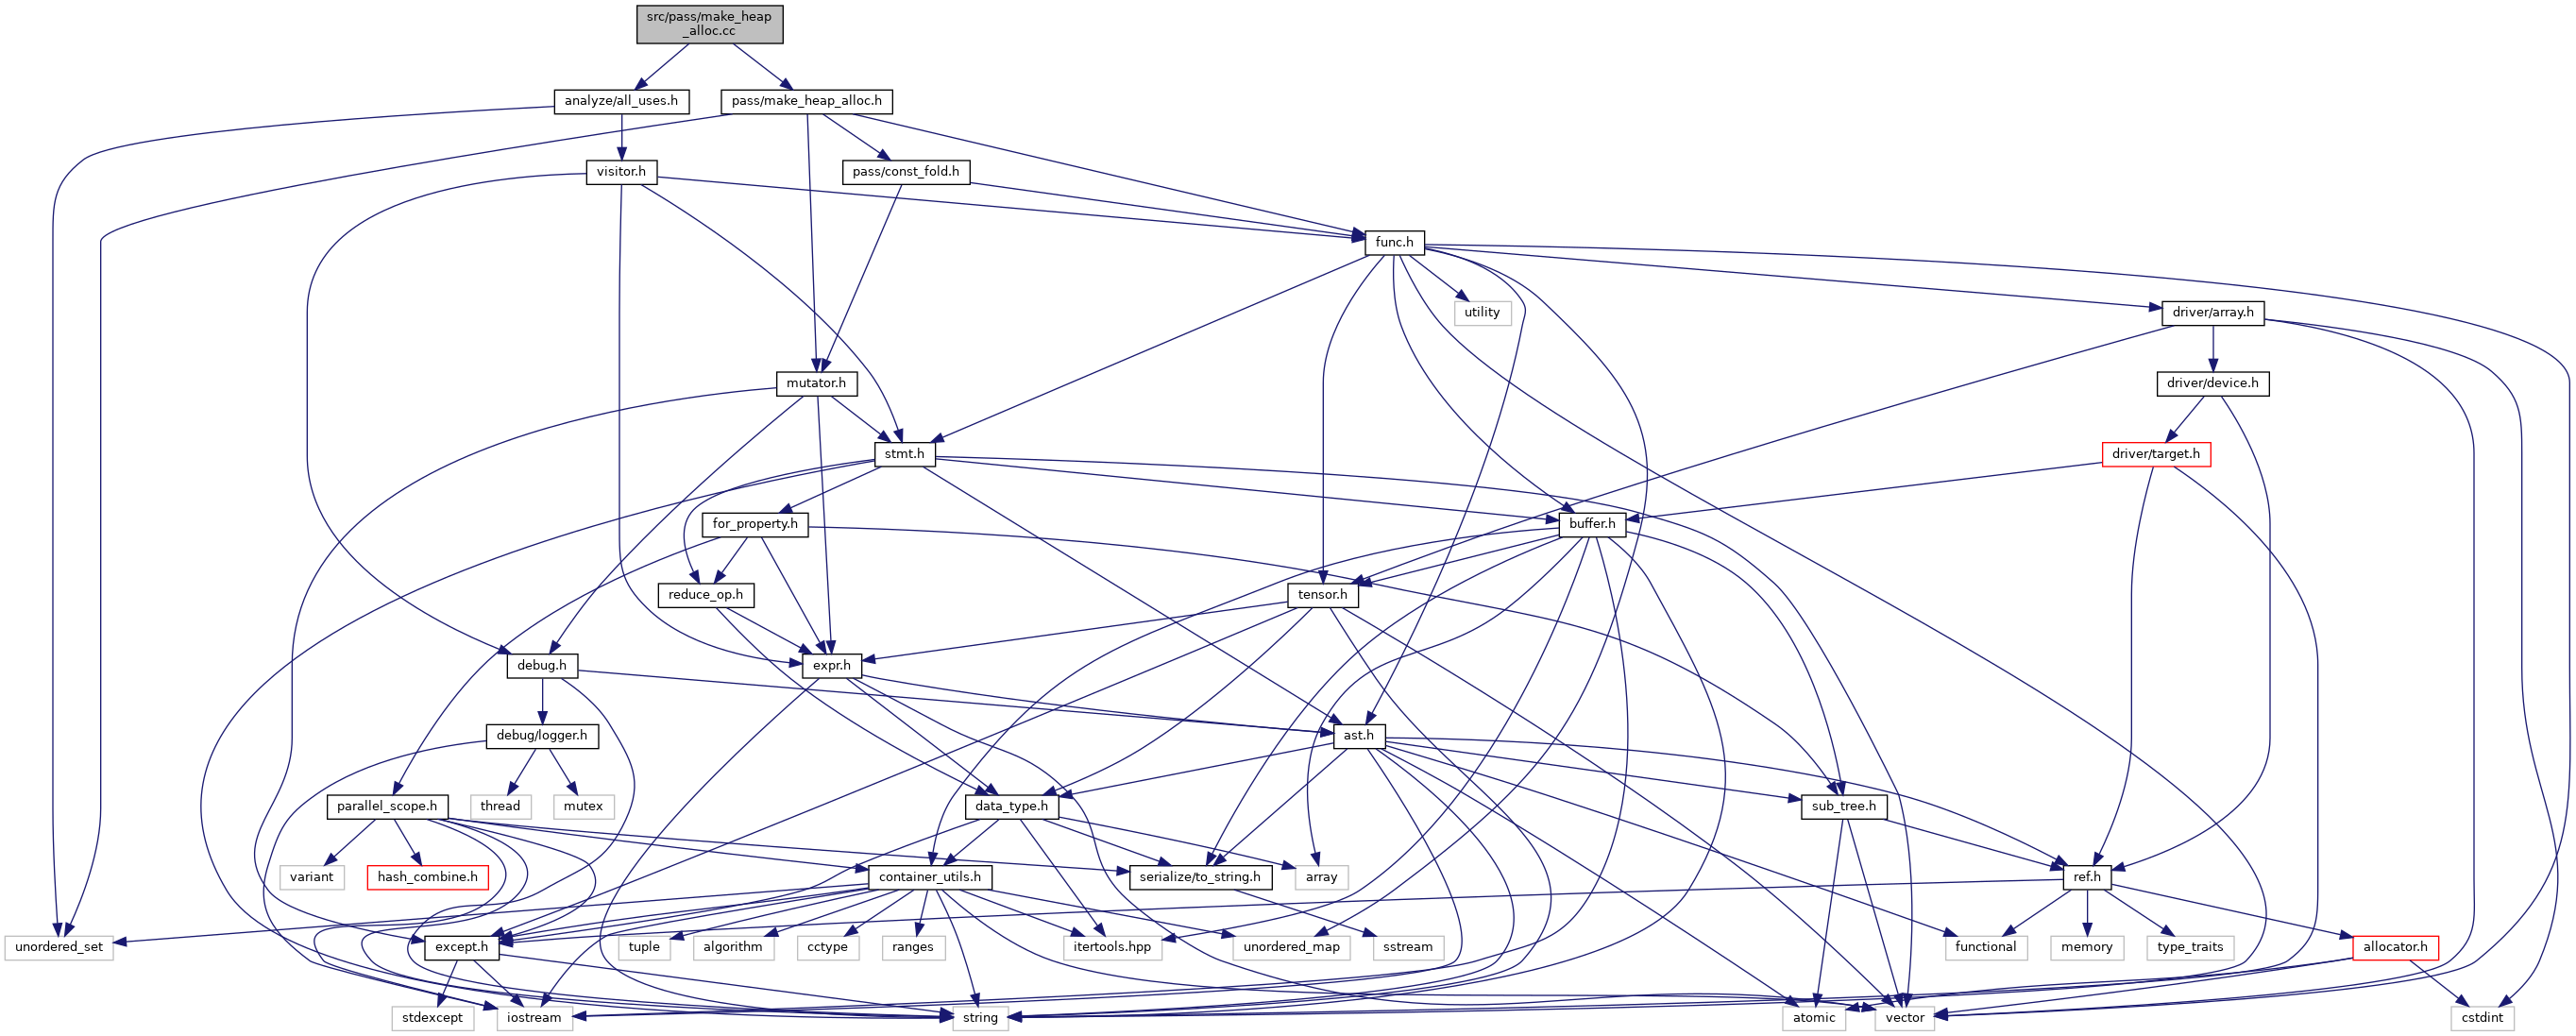 src/pass/make_heap
_alloc.cc
analyze/all_uses.h
pass/make_heap_alloc.h
visitor.h
pass/const_fold.h
func.h
utility
driver/array.h
mutator.h
driver/device.h
stmt.h
driver/target.h
for_property.h
buffer.h
reduce_op.h
tensor.h
debug.h
expr.h
debug/logger.h
ast.h
parallel_scope.h
thread
mutex
data_type.h
sub_tree.h
variant
hash_combine.h
container_utils.h
serialize/to_string.h
array
ref.h
unordered_set
except.h
tuple
algorithm
cctype
ranges
itertools.hpp
unordered_map
sstream
functional
memory
type_traits
allocator.h
stdexcept
iostream
string
atomic
vector
cstdint